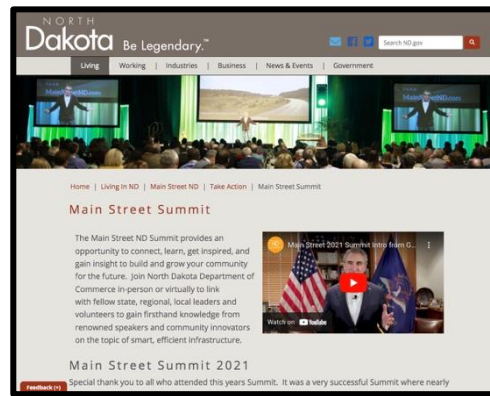 NORTH
Dakota Be Legendary.™
Search ND.gov
Living Working | Industries | Business | News & Events | Government
MainStreetND.com
MainStreetND.com
Home | Living In ND | Main Street ND | Take Action | Main Street Summit
Main Street Summit
The Main Street ND Summit provides an
opportunity to connect, learn, get inspired, and
gain insight to build and grow your community
for the future. Join North Dakota Department of
Commerce in-person or virtually to link
with fellow state, regional, local leaders and
volunteers to gain firsthand knowledge from
renowned speakers and community innovators
on the topic of smart, efficient infrastructure.
Main Street 2021 Summit Intro from G...
Watch on YouTube
Main Street Summit 2021
Special thank you to all who attended this years Summit. It was a very successful Summit where nearly
Feedback (+)